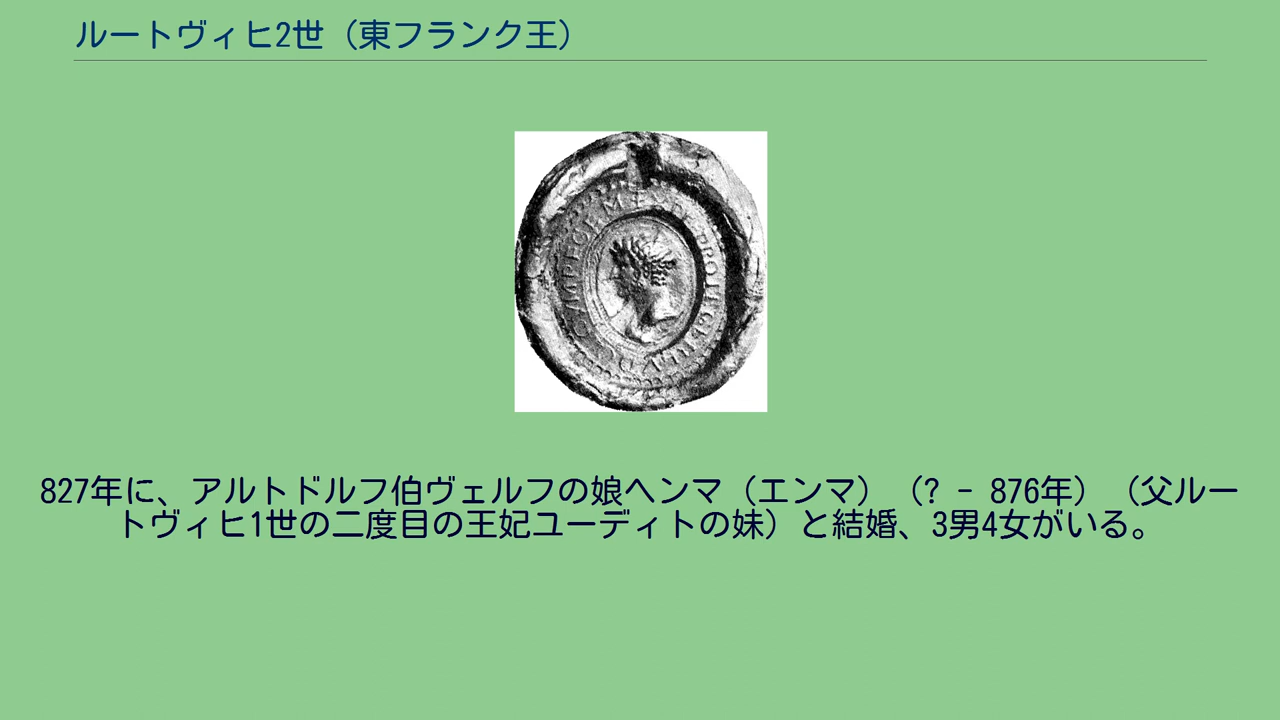 ルートヴィヒ2世（東フランク王）
827年に、アルトドルフ伯ヴェルフの娘ヘンマ（エンマ）（? - 876年）（父ルー
トヴィヒ1世の二度目の王妃ユーディトの妹）と結婚、3男4女がいる。